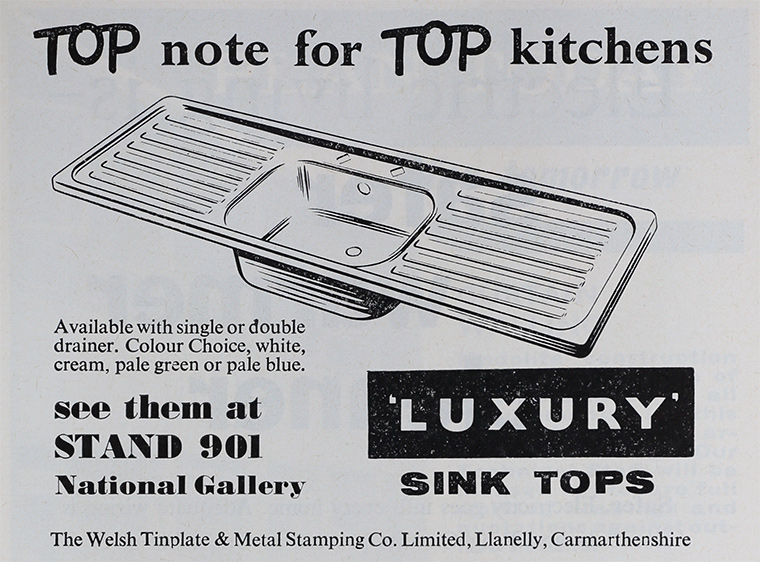 TOP note for TOP kitchens
Available with single or double
drainer. Colour Choice, white,
cream, pale green or pale blue.
see them at
STAND 901
National Gallery
'LUXURY'
SINK TOPS
The Welsh Tinplate & Metal Stamping Co. Limited, Llanelly, Carmarthenshire